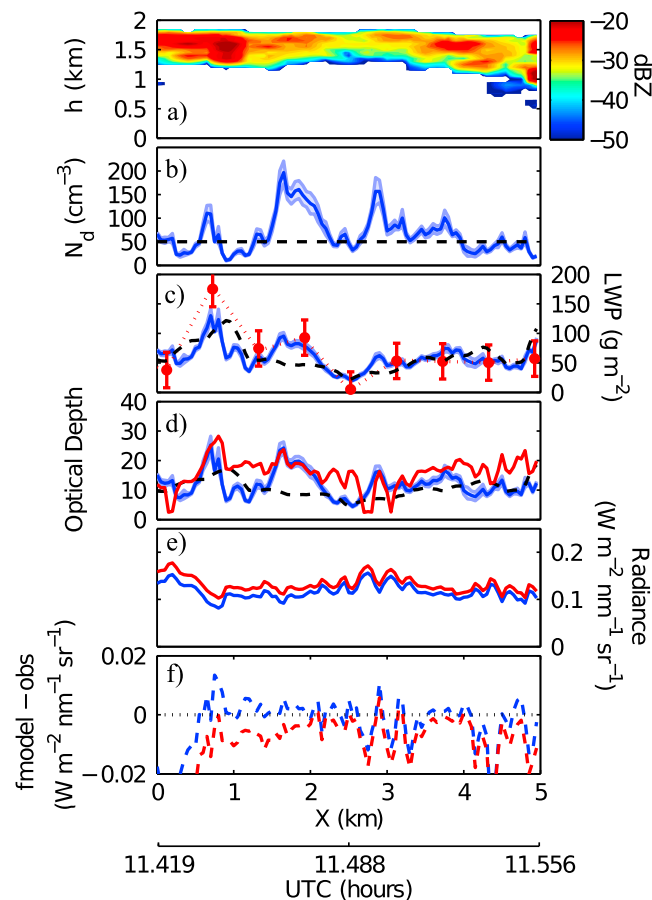 2
1.5
1
0.5
0
h (km)
a)
−20
−30
−40
−50
dBZ
200
150
100
50
0
N_d (cm⁻³)
b)
c)
200
150
100
50
0
LWP (g m⁻²)
40
30
20
10
0
Optical Depth
d)
e)
0.2
0.1
0
Radiance
(W m⁻² nm⁻¹ sr⁻¹)
0.02
0
−0.02
fmodel −obs
(W m⁻² nm⁻¹ sr⁻¹)
f)
0 1 2 3 4 5
X (km)
11.419 11.488 11.556
UTC (hours)